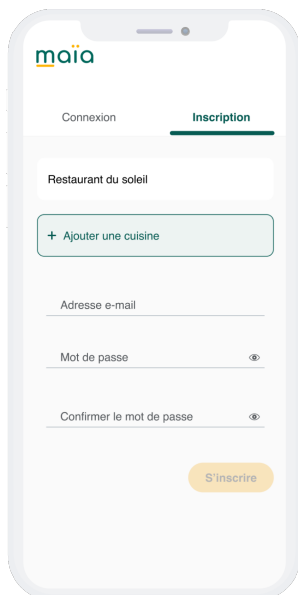 maïa
Connexion Inscription
Restaurant du soleil
+ Ajouter une cuisine
Adresse e-mail
Mot de passe
Confirmer le mot de passe
S'inscrire